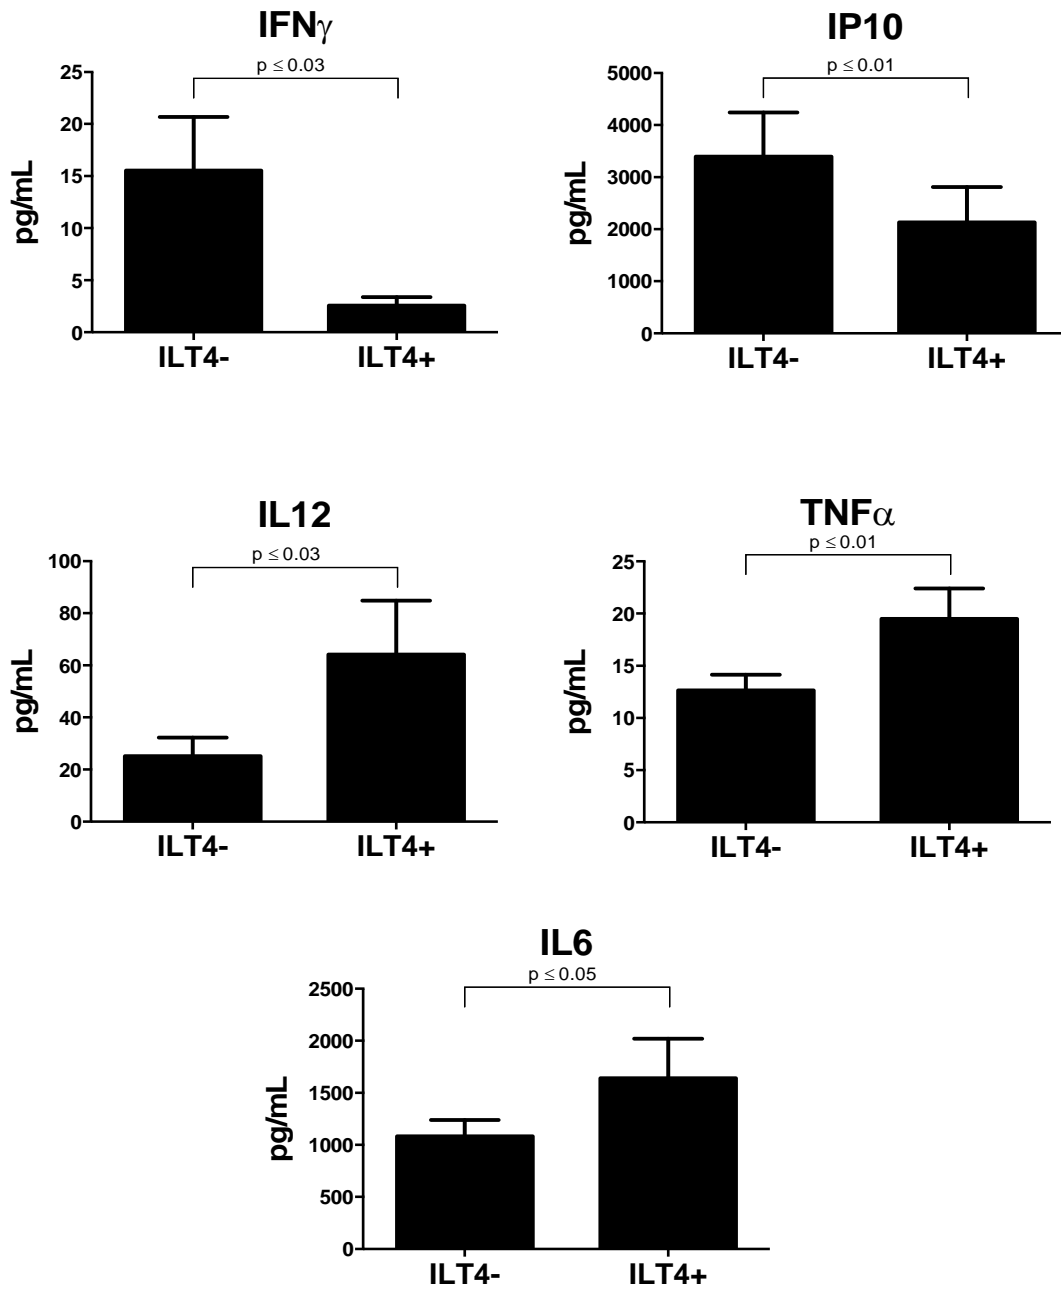 IFNγ
p ≤ 0.03
25
20
15
10
5
0
pg/mL
ILT4- ILT4+
IP10
p ≤ 0.01
5000
4000
3000
2000
1000
0
pg/mL
ILT4- ILT4+
IL12
p ≤ 0.03
100
80
60
40
20
0
pg/mL
ILT4- ILT4+
TNFα
p ≤ 0.01
25
20
15
10
5
0
pg/mL
ILT4- ILT4+
IL6
p ≤ 0.05
2500
2000
1500
1000
500
0
pg/mL
ILT4- ILT4+